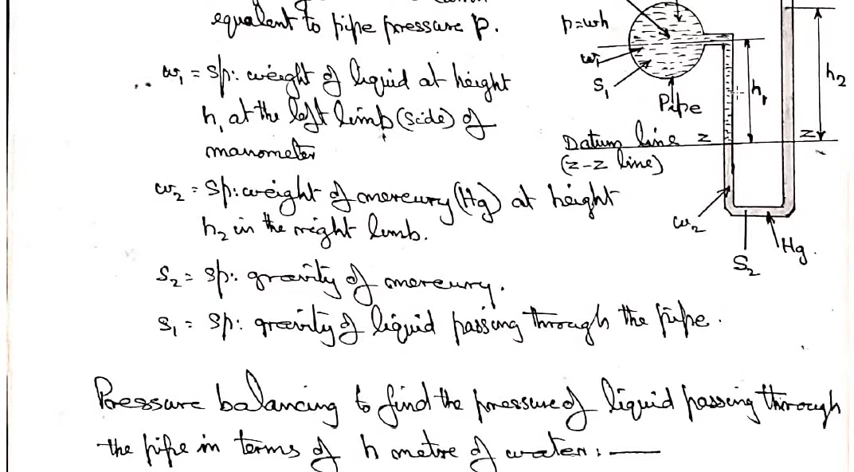 equivalent to pipe pressure p.
w₁ = sp: weight of liquid at height
h₁ at the left limb (side) of
manometer
w₂ = Sp: weight of mercury (Hg) at height
h₂ in the right limb.
S₂ = sp: gravity of mercury.
S₁ = sp: gravity of liquid passing through the pipe.
Pressure balancing to find the pressure of liquid passing through
the pipe in terms of h metre of water:
p=wh
w₁
S₁
Pipe
h₁
h₂
Datum line z
z
(z-z line)
w₂
Hg.
S₂